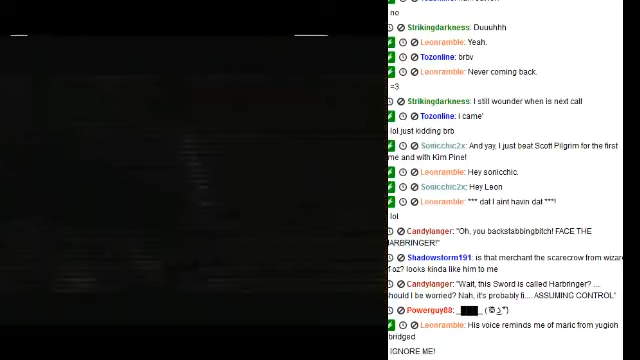 no
Strikingdarkness: Duuuhhh
Leonramble: Yeah.
Tozonline: brbv
Leonramble: Never coming back.
=3
Strikingdarkness: I still wounder when is next call
Tozonline: i came'
lol just kidding brb
Sonicchic2x: And yay, I just beat Scott Pilgrim for the first
me and with Kim Pine!
Leonramble: Hey sonicchic.
Sonicchic2x: Hey Leon
Leonramble: *** dat I aint havin dat ***!
lol
Candylanger: "Oh, you backstabbingbitch! FACE THE
HARBRINGER!"
Shadowstorm191: is that merchant the scarecrow from wizar
of oz? looks kinda like him to me
Candylanger: "Wait, this Sword is called Harbringer? ....
should I be worried? Nah, it's probably fi.... ASSUMING CONTROL"
Powerguy88:
Leonramble: His voice reminds me of maric from yugioh
bridged
IGNORE ME!